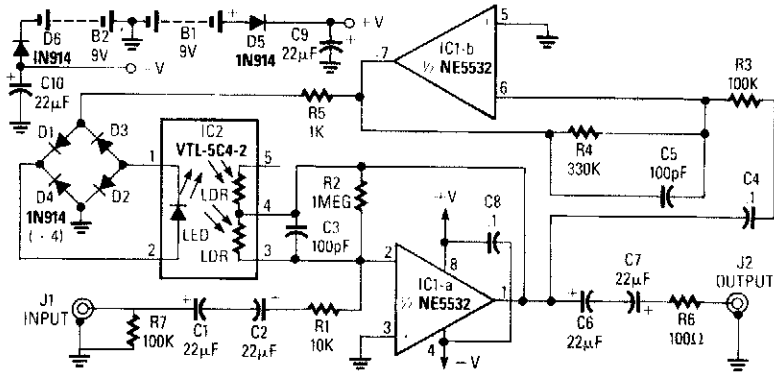 D6
1N914
B2
9V
B1
9V
D5
1N914
C9
22µF
+V
-V
C10
22µF
7
IC1-b
½ NE5532
5
6
R3
100K
D1
D3
D4
D2
1N914
(×4)
R5
1K
R4
330K
C5
100pF
C4
.1
IC2
VTL-5C4-2
1
2
5
4
3
LDR
LED
LDR
R2
1MEG
C3
100pF
+V
C8
.1
2
8
3
4
1
IC1-a
½ NE5532
-V
J1
INPUT
R7
100K
C1
22µF
C2
22µF
R1
10K
C6
22µF
C7
22µF
R6
100Ω
J2
OUTPUT